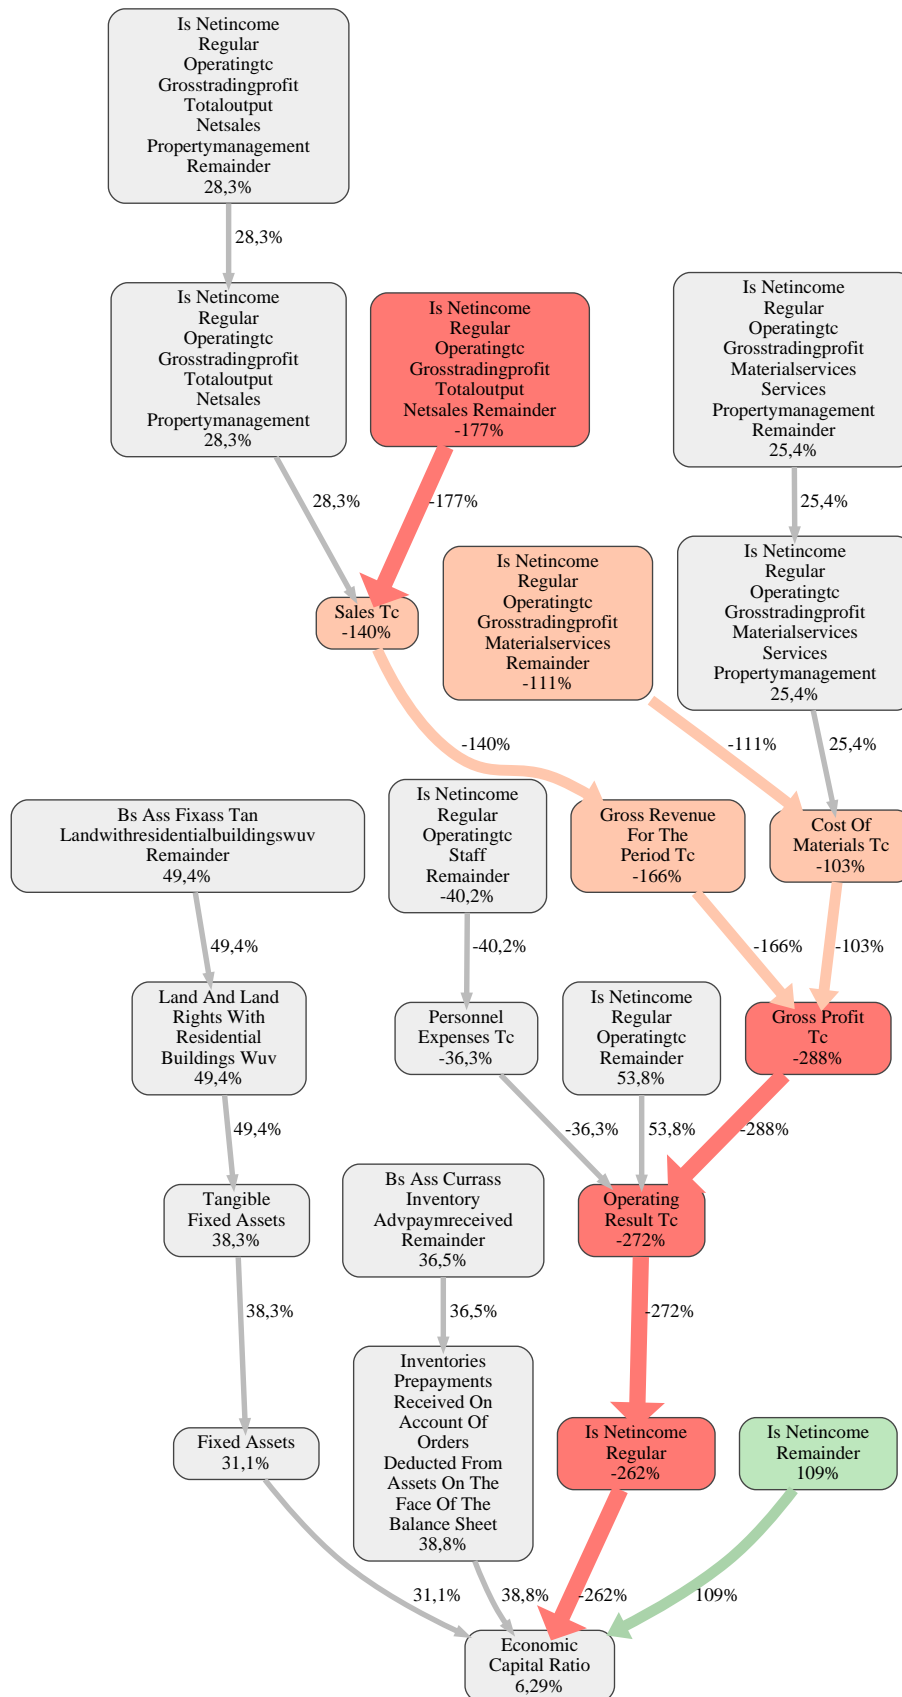 Is Netincome
Regular
Operatingtc
Grosstradingprofit
Totaloutput
Netsales
Propertymanagement
Remainder
28,3%
28,3%
Is Netincome
Regular
Operatingtc
Grosstradingprofit
Totaloutput
Netsales
Propertymanagement
28,3%
Is Netincome
Regular
Operatingtc
Grosstradingprofit
Totaloutput
Netsales Remainder
-177%
Is Netincome
Regular
Operatingtc
Grosstradingprofit
Materialservices
Services
Propertymanagement
Remainder
25,4%
28,3%
-177%
25,4%
Is Netincome
Regular
Operatingtc
Grosstradingprofit
Materialservices
Remainder
-111%
Is Netincome
Regular
Operatingtc
Grosstradingprofit
Materialservices
Services
Propertymanagement
25,4%
Sales Tc
-140%
-140%
-111%
25,4%
Bs Ass Fixass Tan
Landwithresidentialbuildingswuv
Remainder
49,4%
Is Netincome
Regular
Operatingtc
Staff
Remainder
-40,2%
Gross Revenue
For The
Period Tc
-166%
Cost Of
Materials Tc
-103%
49,4%
-40,2%
-166%
-103%
Land And Land
Rights With
Residential
Buildings Wuv
49,4%
Personnel
Expenses Tc
-36,3%
Is Netincome
Regular
Operatingtc
Remainder
53,8%
Gross Profit
Tc
-288%
49,4%
-36,3%
53,8%
-288%
Tangible
Fixed Assets
38,3%
Bs Ass Currass
Inventory
Advpaymreceived
Remainder
36,5%
Operating
Result Tc
-272%
38,3%
36,5%
-272%
Fixed Assets
31,1%
Inventories
Prepayments
Received On
Account Of
Orders
Deducted From
Assets On The
Face Of The
Balance Sheet
38,8%
Is Netincome
Regular
-262%
Is Netincome
Remainder
109%
31,1%
38,8%
-262%
109%
Economic
Capital Ratio
6,29%